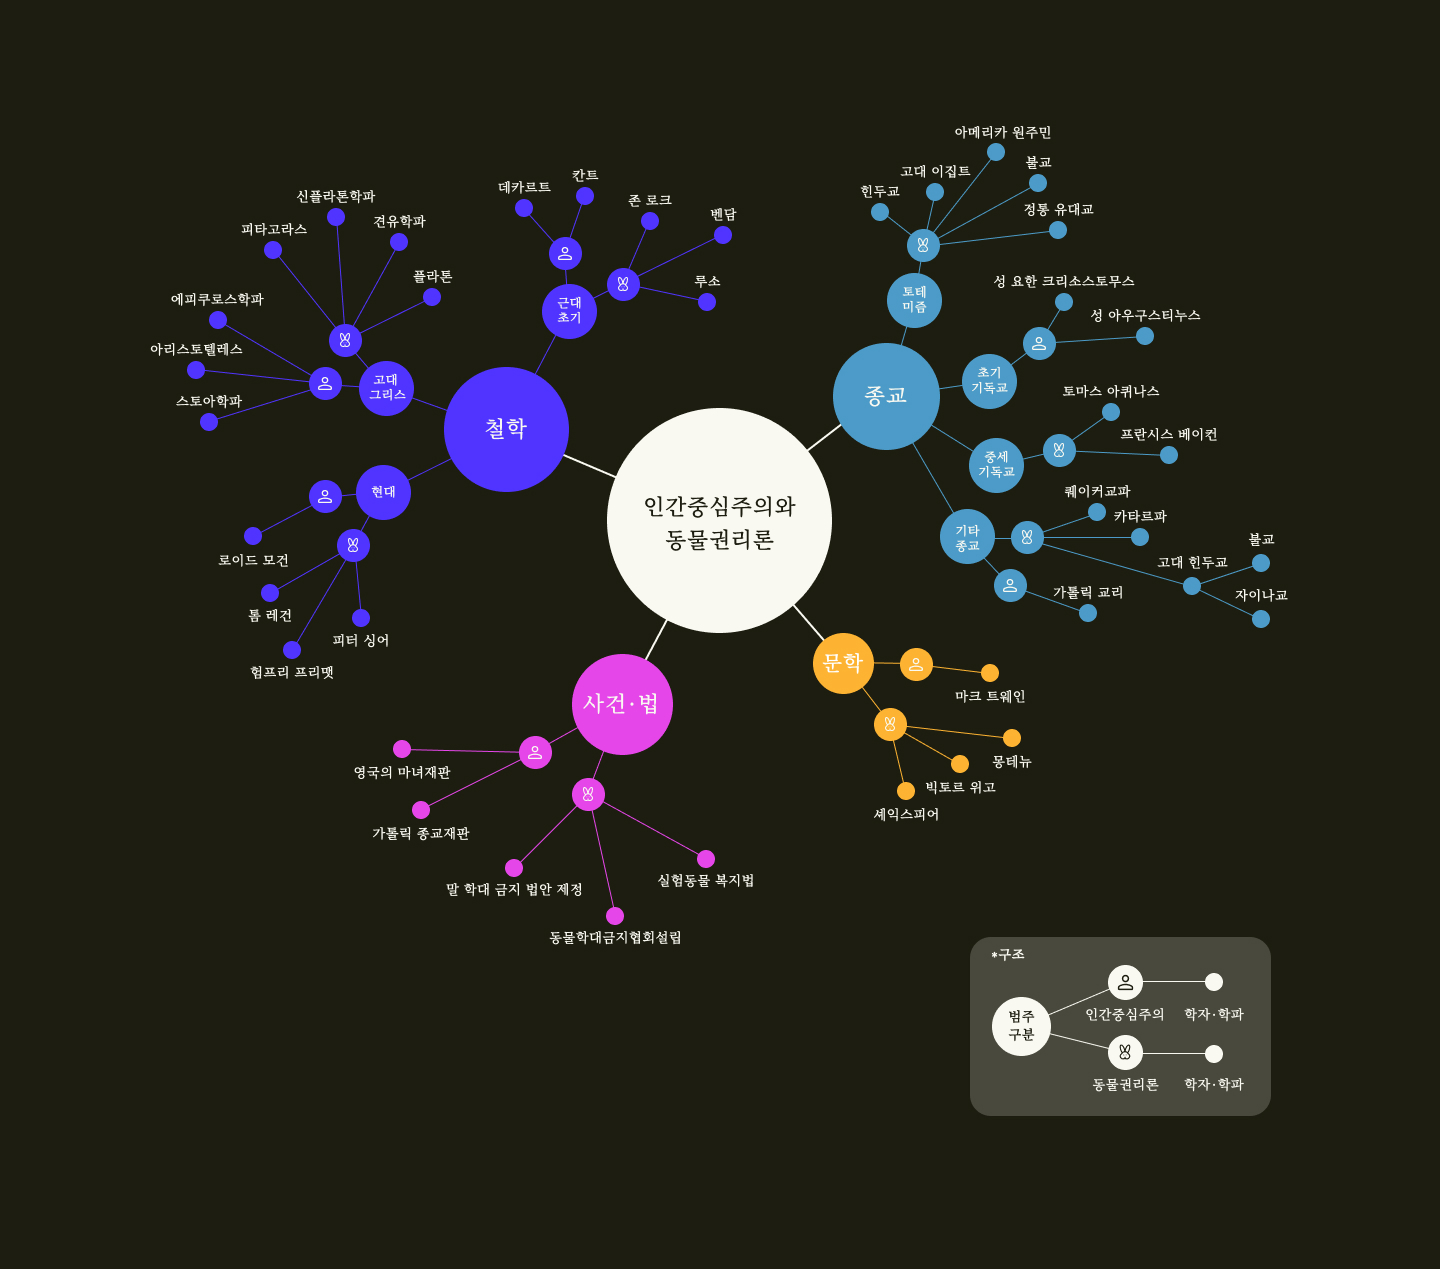 아메리카 원주민
불교
고대 이집트
힌두교
정통 유대교
토테
미즘
칸트
데카르트
존 로크
벤담
루소
근대
초기
신플라톤학파
견유학파
피타고라스
플라톤
에피쿠로스학파
아리스토텔레스
스토아학파
고대
그리스
성 요한 크리소스토무스
성 아우구스티누스
초기
기독교
종교
토마스 아퀴나스
프란시스 베이컨
중세
기독교
철학
현대
인간중심주의와
동물권리론
퀘이커교파
카타르파
기타
종교
불교
고대 힌두교
자이나교
가톨릭 교리
로이드 모건
톰 레건
피터 싱어
험프리 프리맷
문학
마크 트웨인
몽테뉴
빅토르 위고
셰익스피어
사건·법
영국의 마녀재판
가톨릭 종교재판
말 학대 금지 법안 제정
실험동물 복지법
동물학대금지협회설립
*구조
범주
구분
인간중심주의
학자·학파
동물권리론
학자·학파